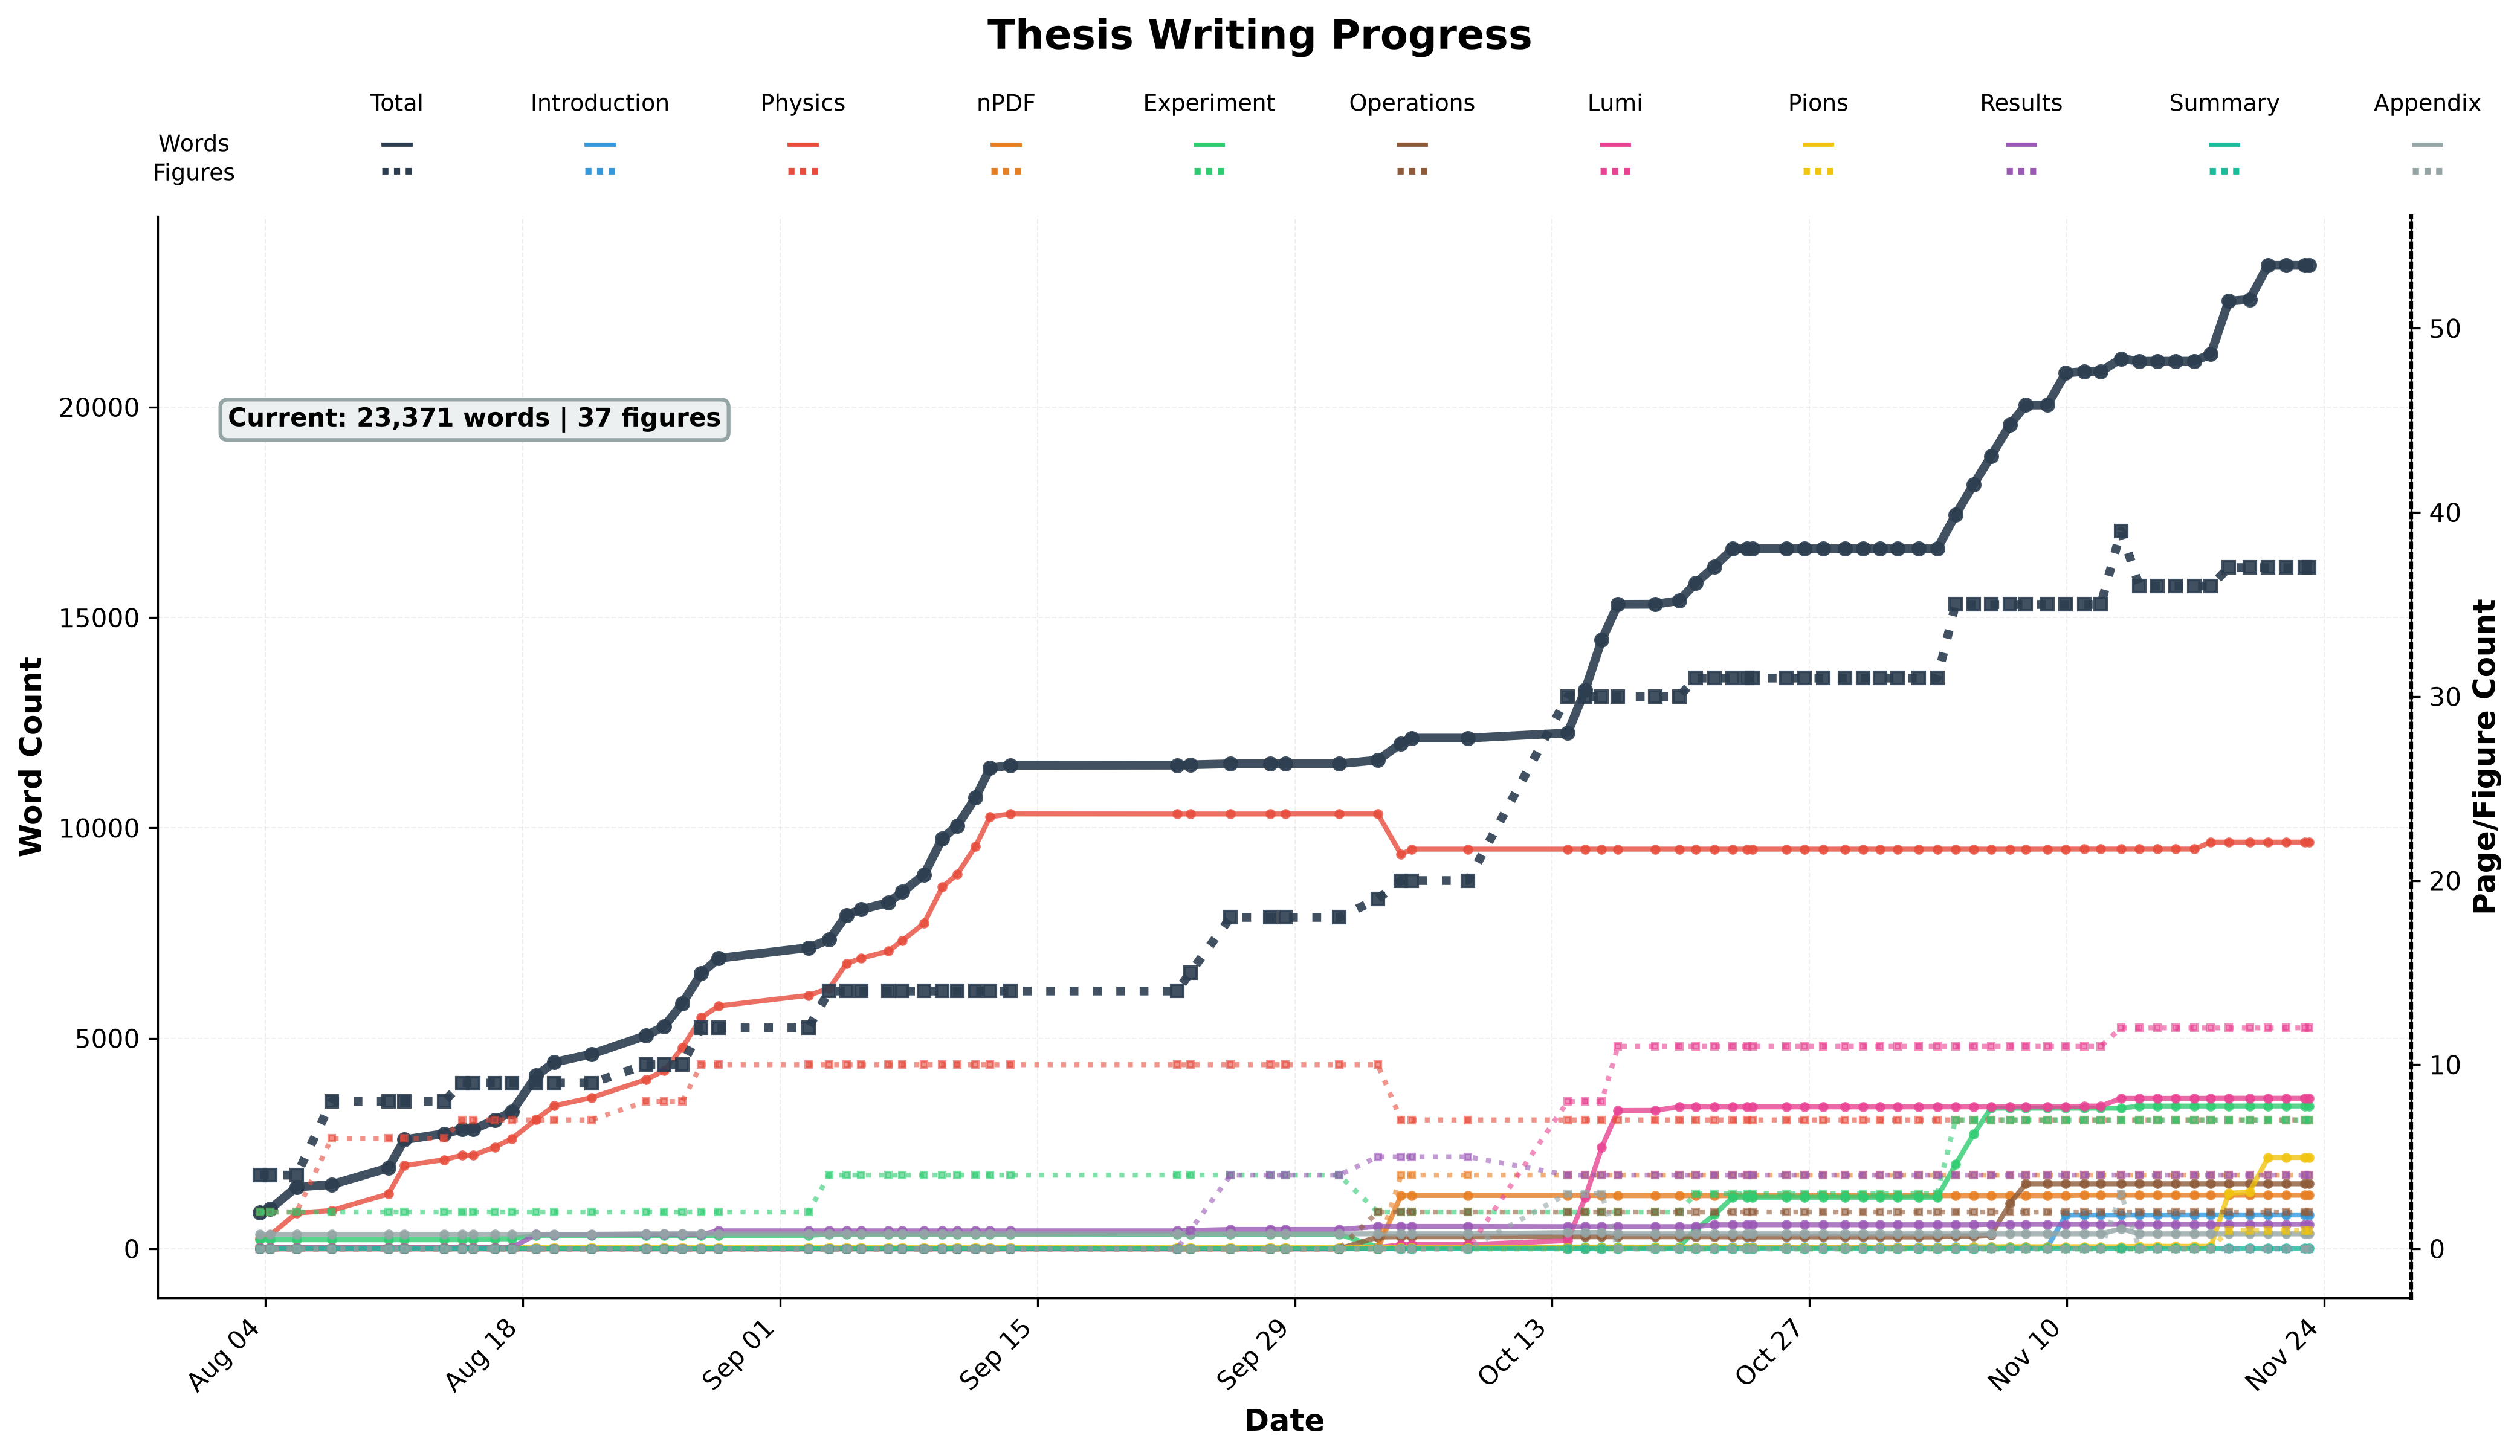 Thesis Writing Progress
Total Introduction Physics nPDF Experiment Operations Lumi Pions Results Summary Appendix
Words
Figures
Current: 23,371 words | 37 figures
Word Count
20000
15000
10000
5000
0
Page/Figure Count
50
40
30
20
10
0
Aug 04 Aug 18 Sep 01 Sep 15 Sep 29 Oct 13 Oct 27 Nov 10 Nov 24
Date